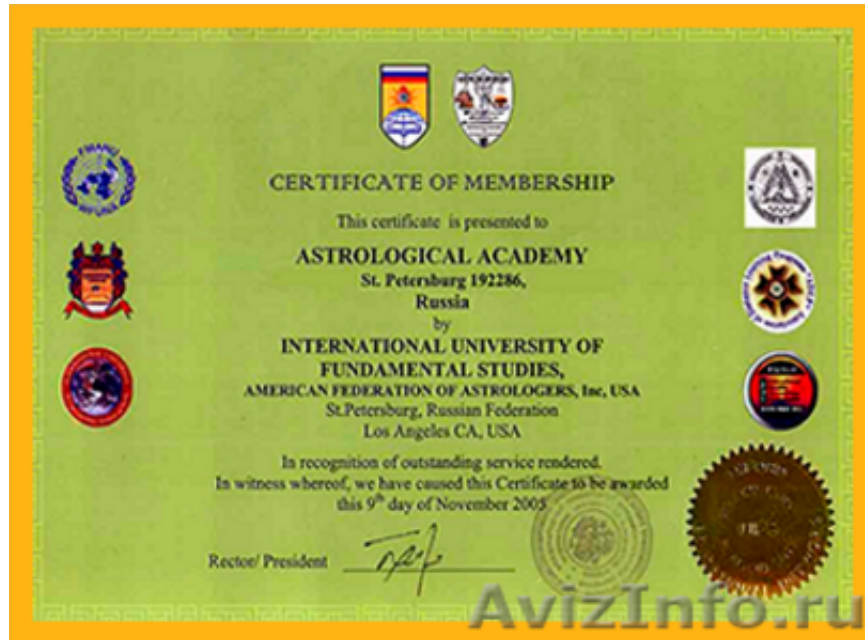 CERTIFICATE OF MEMBERSHIP
This certificate is presented to
ASTROLOGICAL ACADEMY
St. Petersburg 192286,
Russia
by
INTERNATIONAL UNIVERSITY OF
FUNDAMENTAL STUDIES,
AMERICAN FEDERATION OF ASTROLOGERS, Inc, USA
St.Petersburg, Russian Federation
Los Angeles CA, USA
In recognition of outstanding service rendered.
In witness whereof, we have caused this Certificate to be awarded
this 9th day of November 2005
Rector/ President
AvizInfo.ru